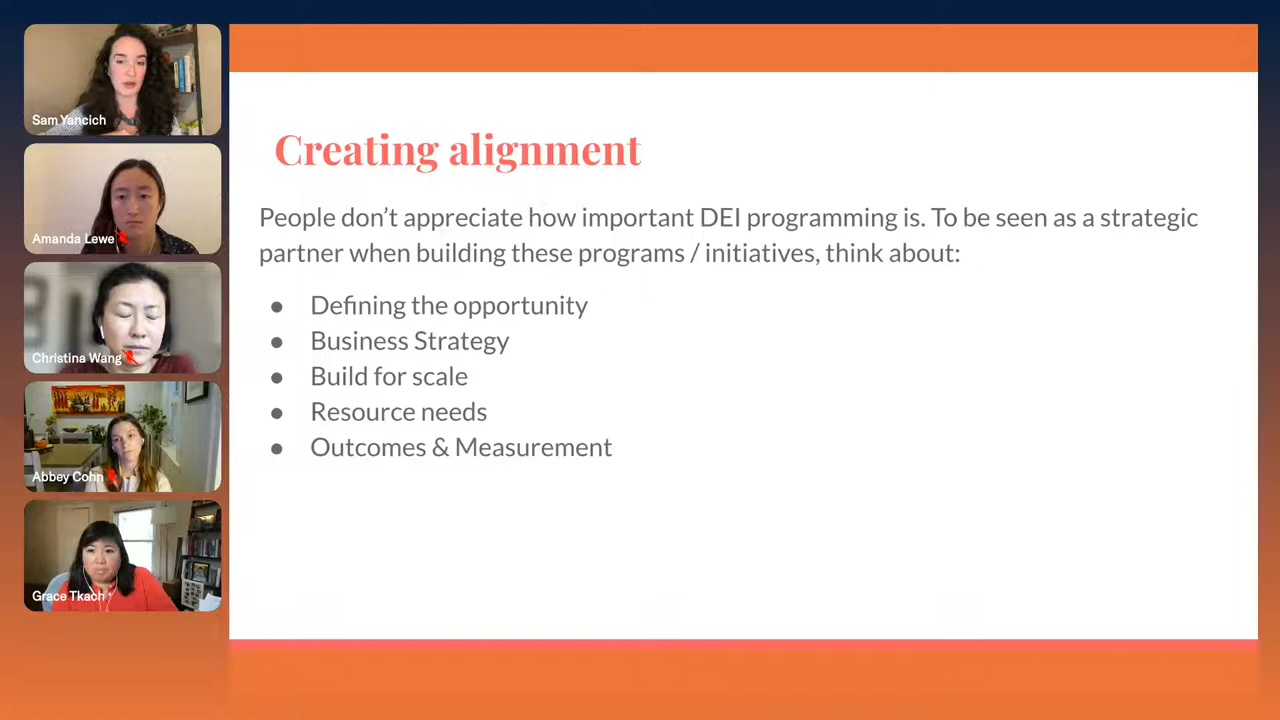 Sam Yancich
Amanda Lewe
Christina Wang
Abbey Cohn
Grace Tkach
Creating alignment
People don’t appreciate how important DEI programming is. To be seen as a strategic
partner when building these programs / initiatives, think about:
● Defining the opportunity
● Business Strategy
● Build for scale
● Resource needs
● Outcomes & Measurement